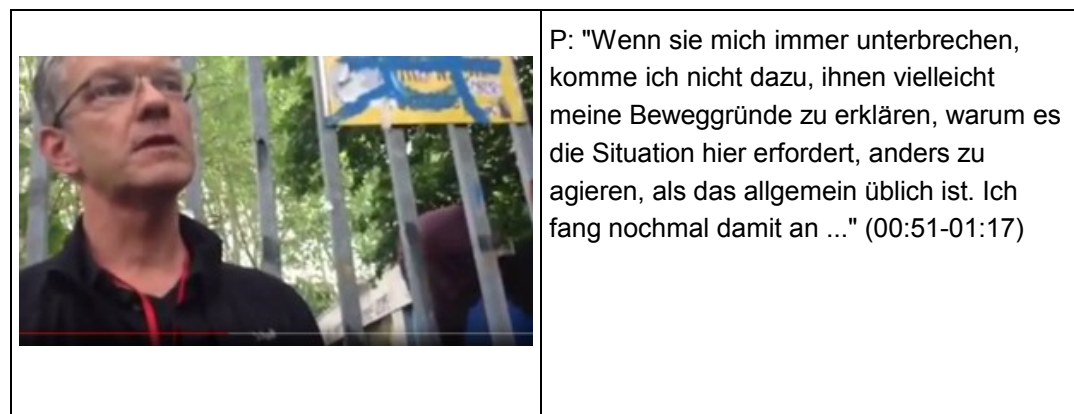 P: "Wenn sie mich immer unterbrechen,
komme ich nicht dazu, ihnen vielleicht
meine Beweggründe zu erklären, warum es
die Situation hier erfordert, anders zu
agieren, als das allgemein üblich ist. Ich
fang nochmal damit an ..." (00:51-01:17)